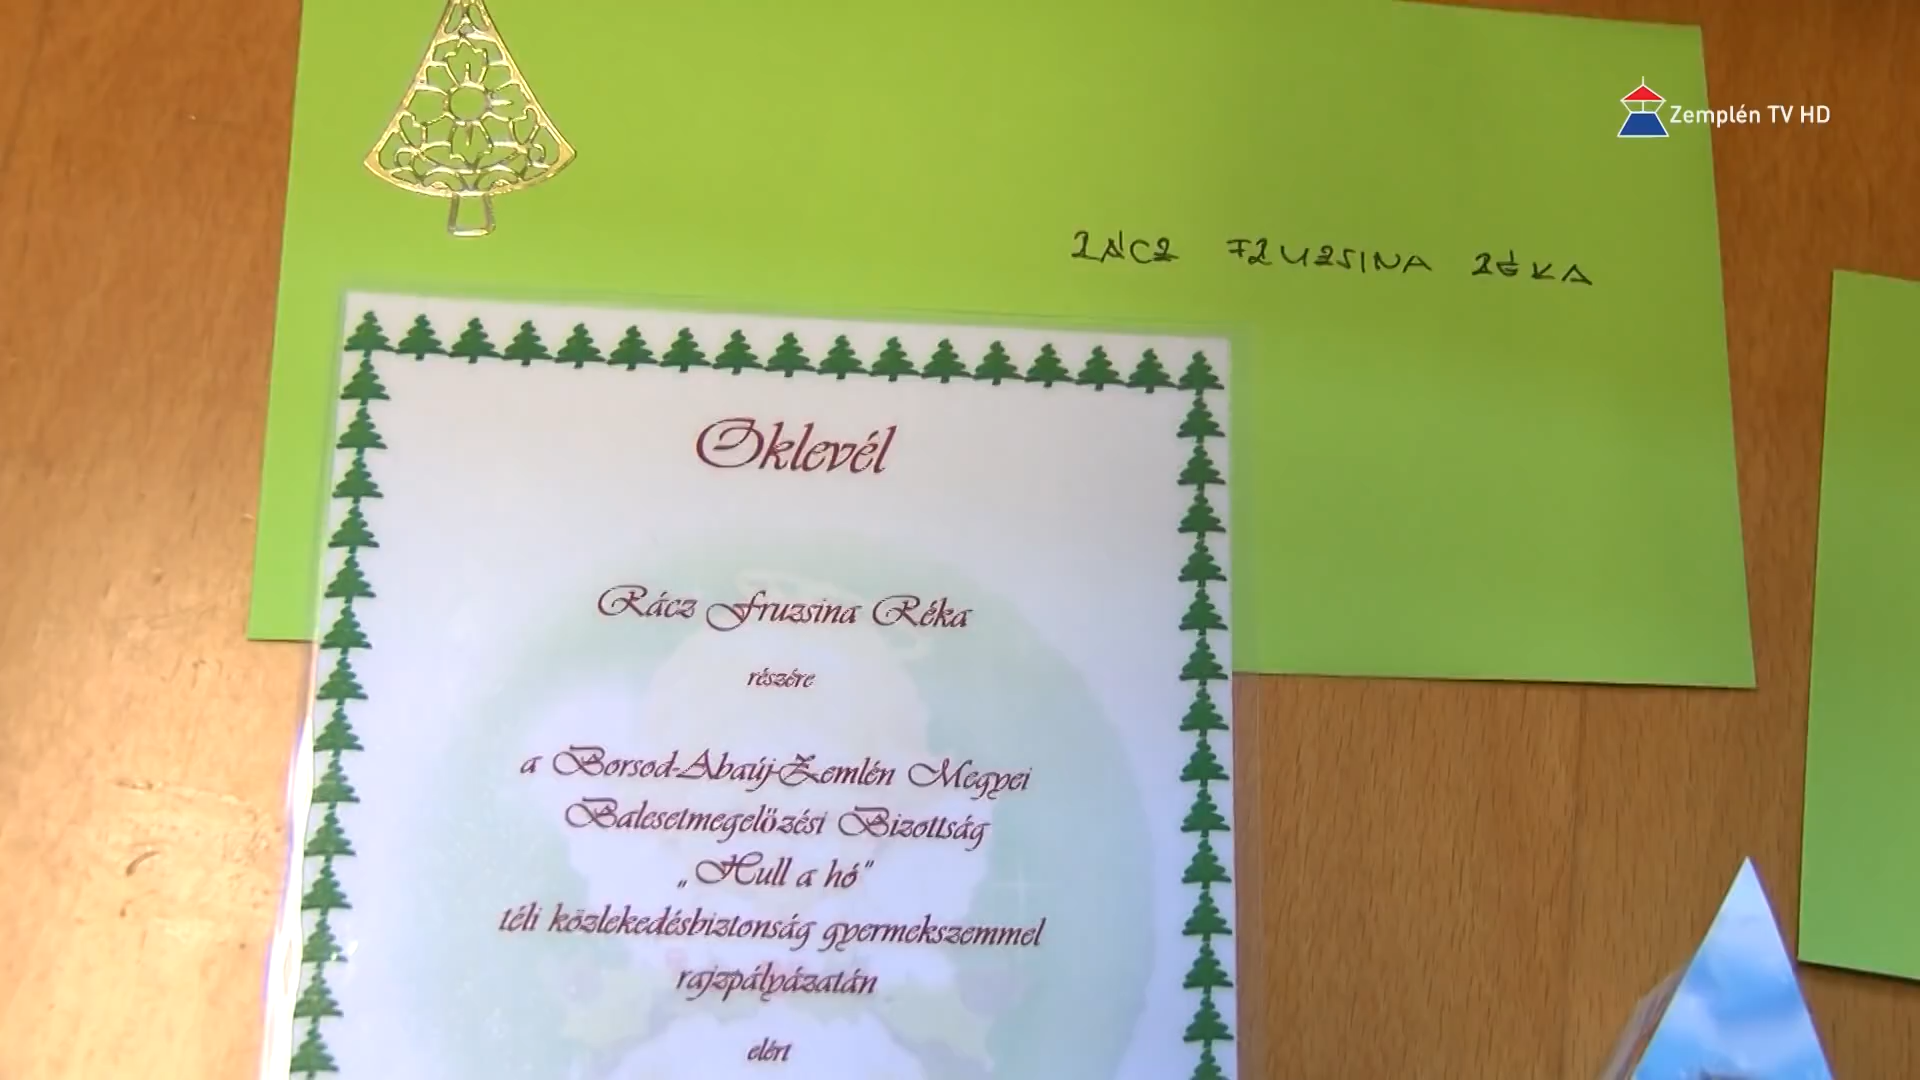 Zemplén TV HD
RÁCZ FRUZSINA RÉKA
Oklevél
Rácz Fruzsina Réka
részére
a Borsod-Abaúj-Zemlén Megyei
Balesetmegelőzési Bizottság
„Hull a hó”
téli közlekedésbiztonság gyermekszemmel
rajzpályázatán
elért